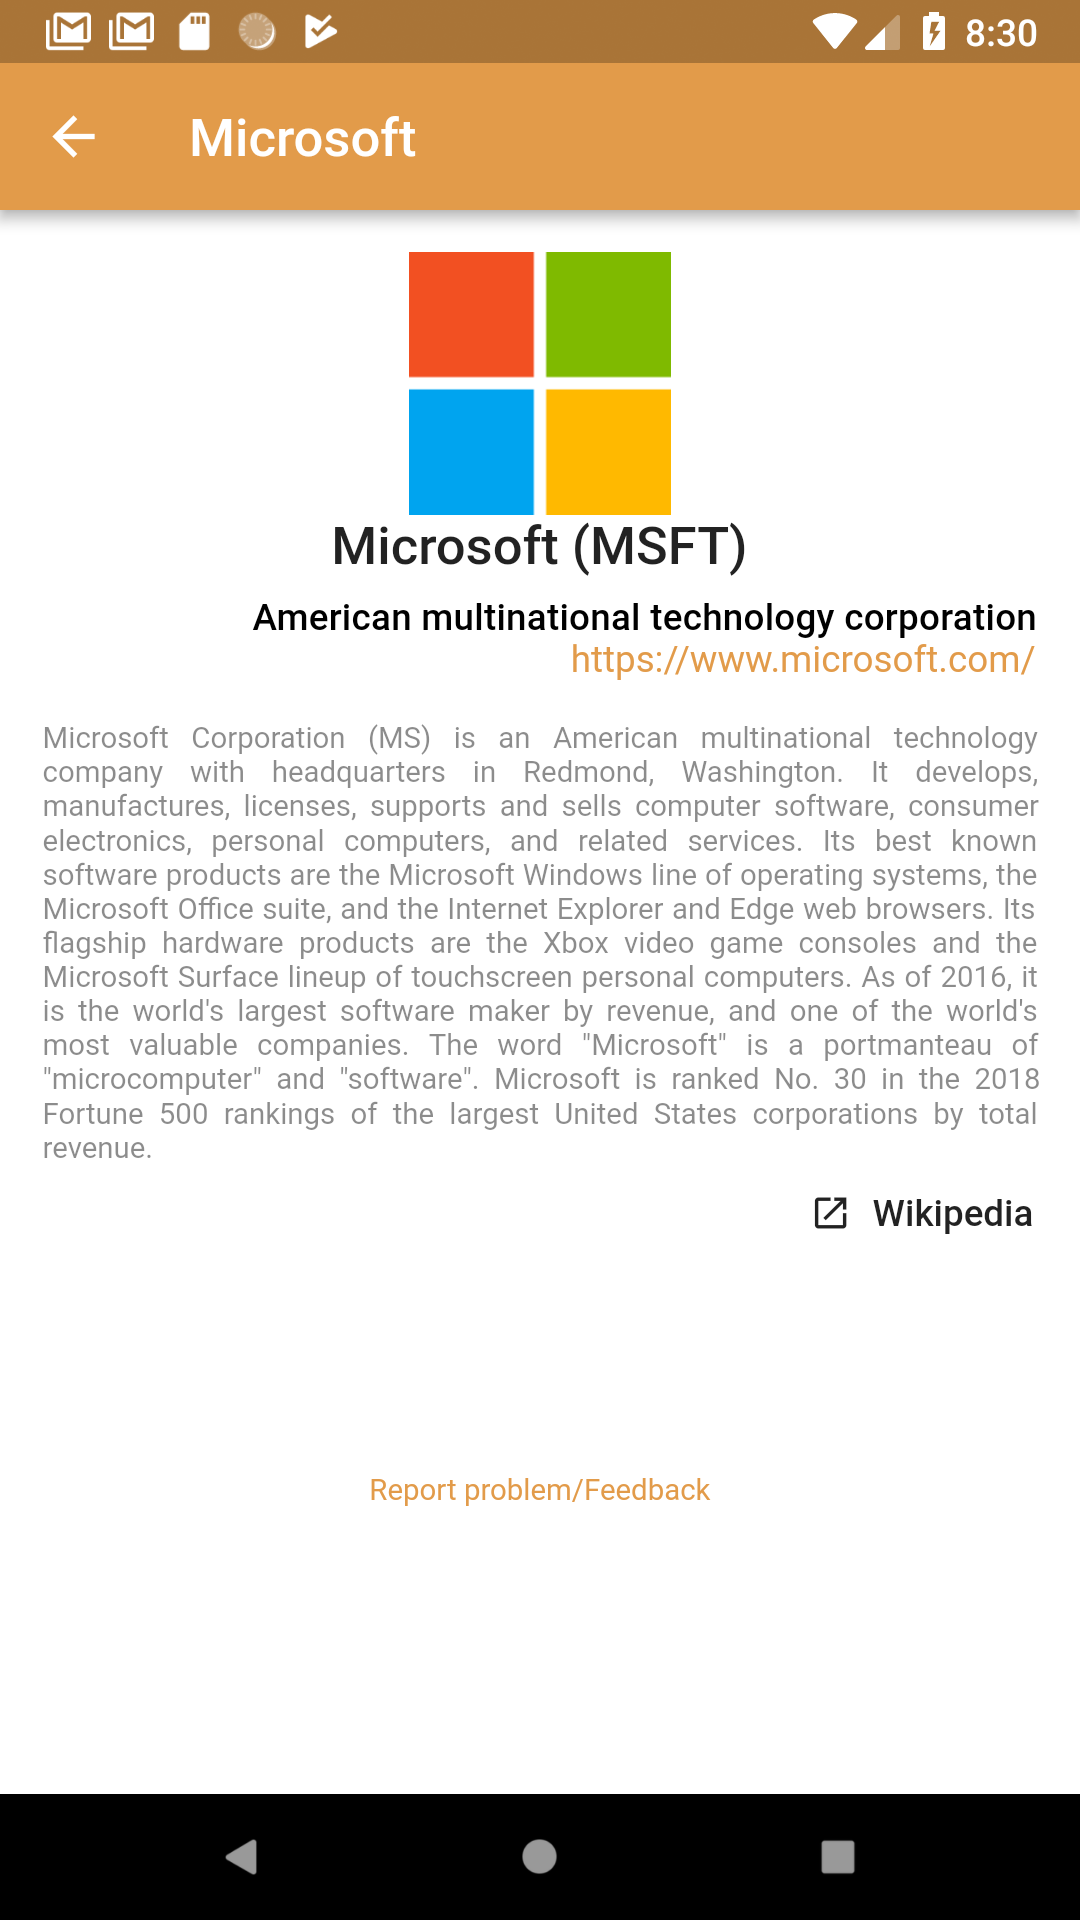 8:30
Microsoft
Microsoft (MSFT)
American multinational technology corporation
https://www.microsoft.com/
Microsoft Corporation (MS) is an American multinational technology
company with headquarters in Redmond, Washington. It develops,
manufactures, licenses, supports and sells computer software, consumer
electronics, personal computers, and related services. Its best known
software products are the Microsoft Windows line of operating systems, the
Microsoft Office suite, and the Internet Explorer and Edge web browsers. Its
flagship hardware products are the Xbox video game consoles and the
Microsoft Surface lineup of touchscreen personal computers. As of 2016, it
is the world's largest software maker by revenue, and one of the world's
most valuable companies. The word "Microsoft" is a portmanteau of
"microcomputer" and "software". Microsoft is ranked No. 30 in the 2018
Fortune 500 rankings of the largest United States corporations by total
revenue.
Wikipedia
Report problem/Feedback